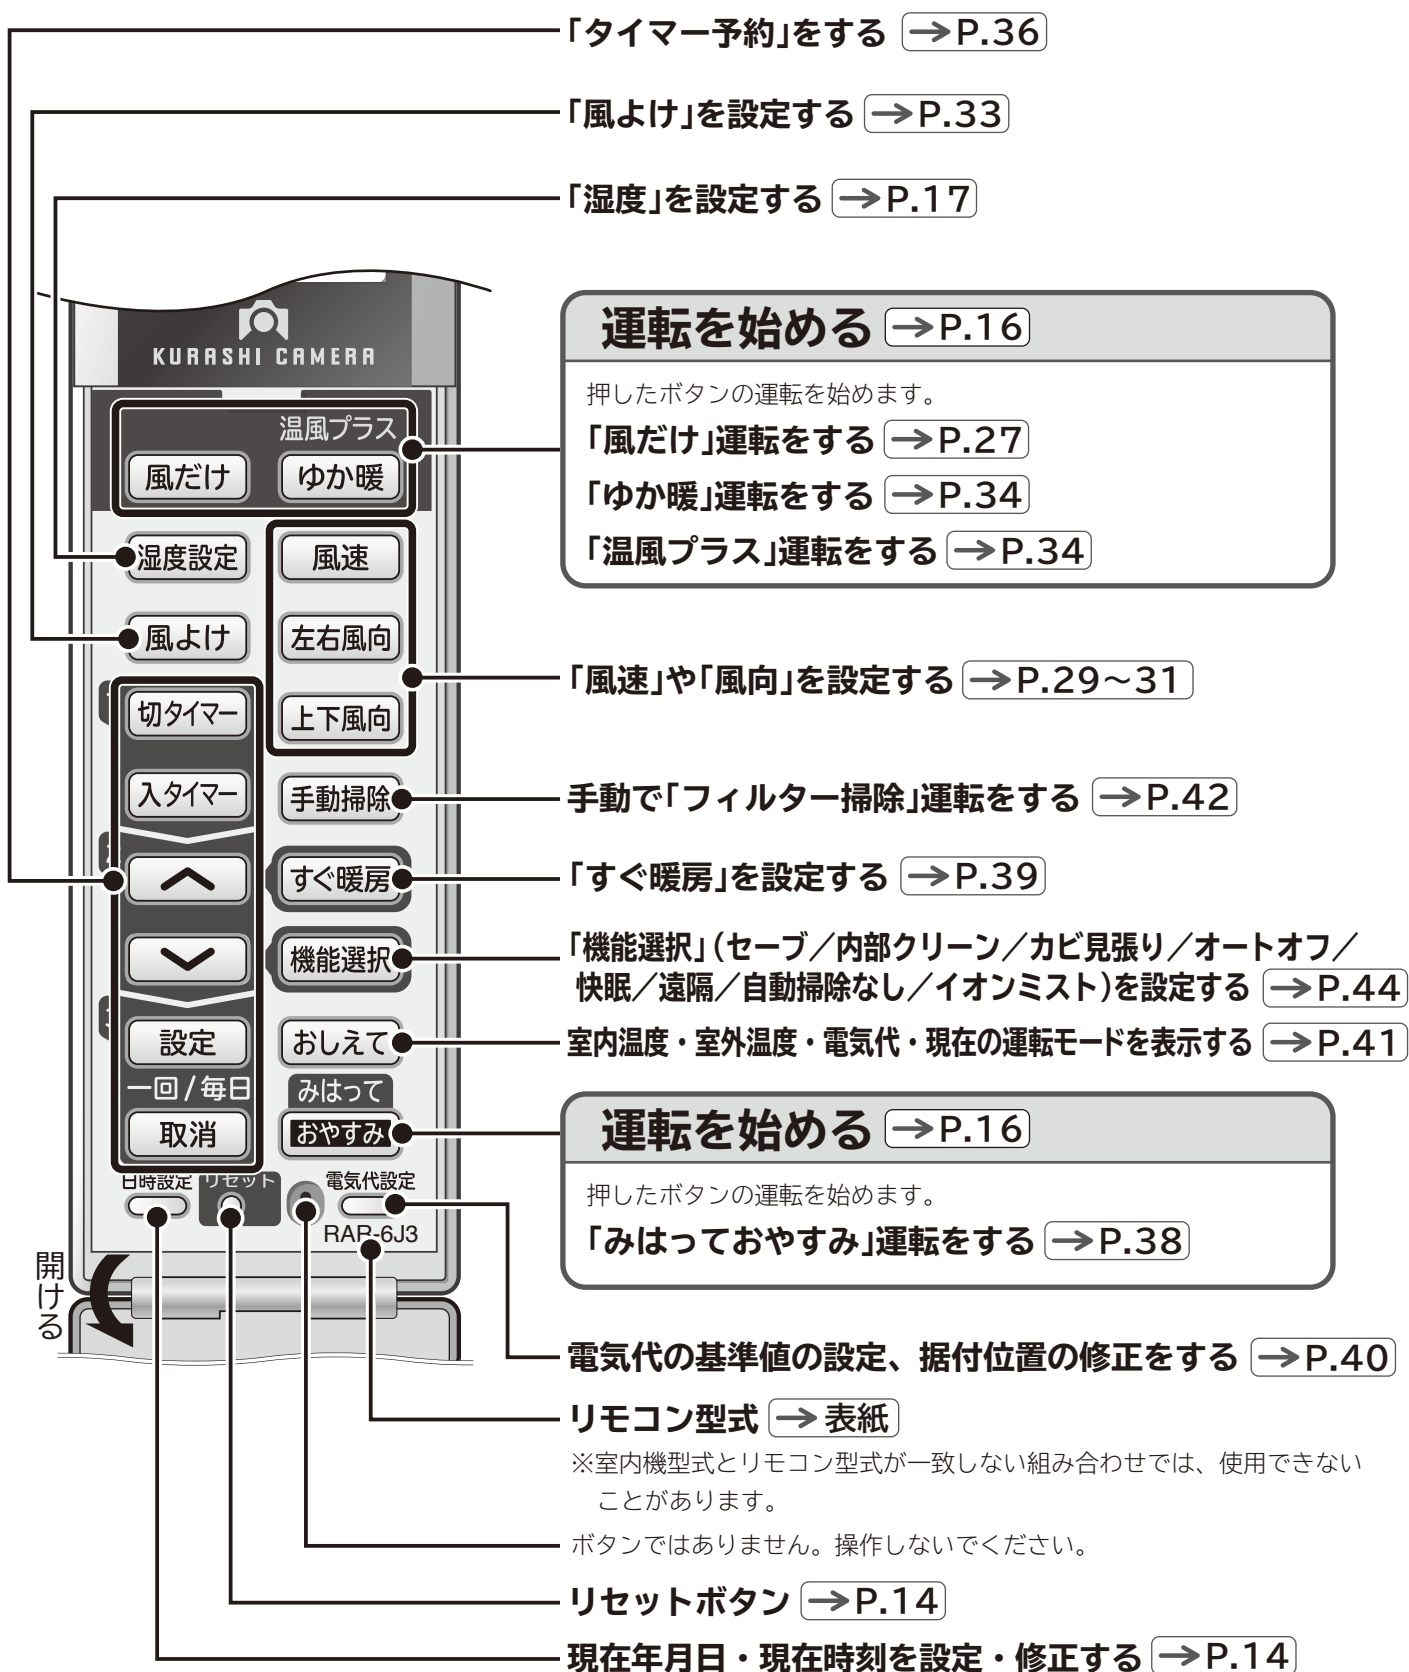 「タイマー予約」をする →P.36
「風よけ」を設定する →P.33
「湿度」を設定する →P.17
KURASHI CAMERA
温風プラス
風だけ ゆか暖
湿度設定 風速
風よけ 左右風向
切タイマー 上下風向
入タイマー 手動掃除
すぐ暖房
機能選択
設定 おしえて
一回/毎日 みはって
取消 おやすみ
日時設定 リセット 電気代設定
RAR-6J3
開ける
運転を始める →P.16
押したボタンの運転を始めます。
「風だけ」運転をする →P.27
「ゆか暖」運転をする →P.34
「温風プラス」運転をする →P.34
「風速」や「風向」を設定する →P.29~31
手動で「フィルター掃除」運転をする →P.42
「すぐ暖房」を設定する →P.39
「機能選択」(セーブ/内部クリーン/カビ見張り/オートオフ/
快眠/遠隔/自動掃除なし/イオンミスト)を設定する →P.44
室内温度・室外温度・電気代・現在の運転モードを表示する →P.41
運転を始める →P.16
押したボタンの運転を始めます。
「みはっておやすみ」運転をする →P.38
電気代の基準値の設定、据付位置の修正をする →P.40
リモコン型式 →表紙
※室内機型式とリモコン型式が一致しない組み合わせでは、使用できない
ことがあります。
ボタンではありません。操作しないでください。
リセットボタン →P.14
現在年月日・現在時刻を設定・修正する →P.14